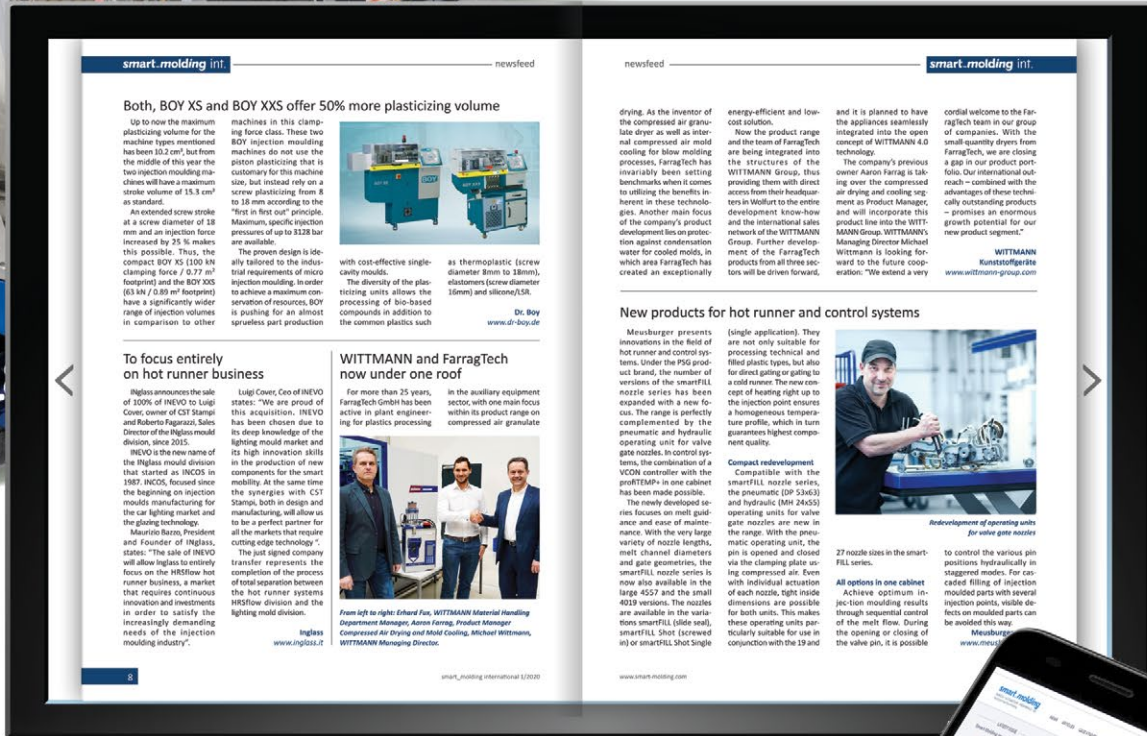 smart_molding int.
newsfeed
Both, BOY XS and BOY XXS offer 50% more plasticizing volume
Up to now the maximum
plasticizing volume for the
machine types mentioned
has been 10.2 cm³, but from
the middle of this year the
two injection moulding ma-
chines will have a maximum
stroke volume of 15.3 cm³
as standard.
An extended screw stroke
at a screw diameter of 18
mm and an injection force
increased by 25 % makes
this possible. Thus, the
compact BOY XS (100 kN
clamping force / 0.77 m²
footprint) and the BOY XXS
(63 kN / 0.89 m² footprint)
have a significantly wider
range of injection volumes
in comparison to other
machines in this clamp-
ing force class. These two
BOY injection moulding
machines do not use the
piston plasticizing that is
customary for this machine
size, but instead rely on a
screw plasticizing from 8
to 18 mm according to the
"first in first out" principle.
Maximum, specific injection
pressures of up to 3128 bar
are available.
The proven design is ide-
ally tailored to the indus-
trial requirements of micro
injection moulding. In order
to achieve a maximum con-
servation of resources, BOY
is pushing for an almost
sprueless part production
with cost-effective single-
cavity moulds.
The diversity of the plas-
ticizing units allows the
processing of bio-based
compounds in addition to
the common plastics such
as thermoplastic (screw
diameter 8mm to 18mm),
elastomers (screw diameter
16mm) and silicone/LSR.
Dr. Boy
www.dr-boy.de
To focus entirely
on hot runner business
INglass announces the sale
of 100% of INEVO to Luigi
Cover, owner of CST Stampi
and Roberto Fagarazzi, Sales
Director of the INglass mould
division, since 2015.
INEVO is the new name of
the INglass mould division
that started as INCOS in
1987. INCOS, focused since
the beginning on injection
moulds manufacturing for
the car lighting market and
the glazing technology.
Maurizio Bazzo, President
and Founder of INglass,
states: "The sale of INEVO
will allow Inglass to entirely
focus on the HRSflow hot
runner business, a market
that requires continuous
innovation and investments
in order to satisfy the
increasingly demanding
needs of the injection
moulding industry".
Luigi Cover, Ceo of INEVO
states: "We are proud of
this acquisition. INEVO
has been chosen due to
its deep knowledge of the
lighting mould market and
its high innovation skills
in the production of new
components for the smart
mobility. At the same time
the synergies with CST
Stampi, both in design and
manufacturing, will allow us
to be a perfect partner for
all the markets that require
cutting edge technology ".
The just signed company
transfer represents the
completion of the process
of total separation between
the hot runner systems
HRSflow division and the
lighting mold division.
Inglass
www.inglass.it
WITTMANN and FarragTech
now under one roof
For more than 25 years,
FarragTech GmbH has been
active in plant engineer-
ing for plastics processing
in the auxiliary equipment
sector, with one main focus
within its product range on
compressed air granulate
From left to right: Erhard Fux, WITTMANN Material Handling
Department Manager, Aaron Farrag, Product Manager
Compressed Air Drying and Mold Cooling, Michael Wittmann,
WITTMANN Managing Director.
8
smart_molding international 1/2020
newsfeed
smart_molding int.
drying. As the inventor of
the compressed air granu-
late dryer as well as inter-
nal compressed air mold
cooling for blow molding
processes, FarragTech has
invariably been setting
benchmarks when it comes
to utilizing the benefits in-
herent in these technolo-
gies. Another main focus
of the company's product
development lies on protec-
tion against condensation
water for cooled molds, in
which area FarragTech has
created an exceptionally
energy-efficient and low-
cost solution.
Now the product range
and the team of FarragTech
are being integrated into
the structures of the
WITTMANN Group, thus
providing them with direct
access from their headquar-
ters in Wolfurt to the entire
development know-how
and the international sales
network of the WITTMANN
Group. Further develop-
ment of the FarragTech
products from all three sec-
tors will be driven forward,
and it is planned to have
the appliances seamlessly
integrated into the open
concept of WITTMANN 4.0
technology.
The company's previous
owner Aaron Farrag is tak-
ing over the compressed
air drying and cooling seg-
ment as Product Manager,
and will incorporate this
product line into the WITT-
MANN Group. WITTMANN's
Managing Director Michael
Wittmann is looking for-
ward to the future coop-
eration: "We extend a very
cordial welcome to the Far-
ragTech team in our group
of companies. With the
small-quantity dryers from
FarragTech, we are closing
a gap in our product port-
folio. Our international out-
reach – combined with the
advantages of these techni-
cally outstanding products
– promises an enormous
growth potential for our
new product segment."
WITTMANN
Kunststoffgeräte
www.wittmann-group.com
New products for hot runner and control systems
Meusburger presents
innovations in the field of
hot runner and control sys-
tems. Under the PSG prod-
uct brand, the number of
versions of the smartFILL
nozzle series has been
expanded with a new fo-
cus. The range is perfectly
complemented by the
pneumatic and hydraulic
operating unit for valve
gate nozzles. In control sys-
tems, the combination of a
VCON controller with the
profiTEMP+ in one cabinet
has been made possible.
The newly developed se-
ries focuses on melt guid-
ance and ease of mainte-
nance. With the very large
variety of nozzle lengths,
melt channel diameters
and gate geometries, the
smartFILL nozzle series is
now also available in the
large 4557 and the small
4019 versions. The nozzles
are available in the varia-
tions smartFILL (slide seal),
smartFILL Shot (screwed
in) or smartFILL Shot Single
(single application). They
are not only suitable for
processing technical and
filled plastic types, but also
for direct gating or gating to
a cold runner. The new con-
cept of heating right up to
the injection point ensures
a homogeneous tempera-
ture profile, which in turn
guarantees highest compo-
nent quality.
Compact redevelopment
Compatible with the
smartFILL nozzle series,
the pneumatic (DP 53x63)
and hydraulic (MH 24x55)
operating units for valve
gate nozzles are new in
the range. With the pneu-
matic operating unit, the
pin is opened and closed
via the clamping plate us-
ing compressed air. Even
with individual actuation
of each nozzle, tight inside
dimensions are possible
for both units. This makes
these operating units par-
ticularly suitable for use in
conjunction with the 19 and
Redevelopment of operating units
for valve gate nozzles
27 nozzle sizes in the smart-
FILL series.
All options in one cabinet
Achieve optimum in-
jec-tion moulding results
through sequential control
of the melt flow. During
the opening or closing of
the valve pin, it is possible
to control the various pin
positions hydraulically in
staggered modes. For cas-
caded filling of injection
moulded parts with several
injection points, visible de-
fects on moulded parts can
be avoided this way.
Meusburger
www.meus
www.smart-molding.com
smart_molding